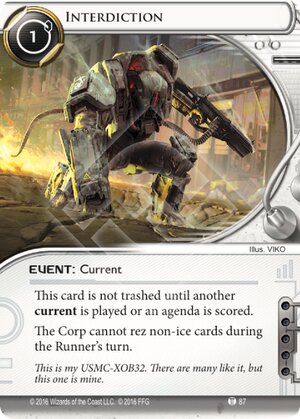 INTERDICTION
1
Illus. VIKO
EVENT: Current
This card is not trashed until another
current is played or an agenda is scored.
The Corp cannot rez non-ice cards during
the Runner's turn.
This is my USMC-XOB32. There are many like it, but
this one is mine.
© 2016 Wizards of the Coast LLC. © 2016 FFG
87